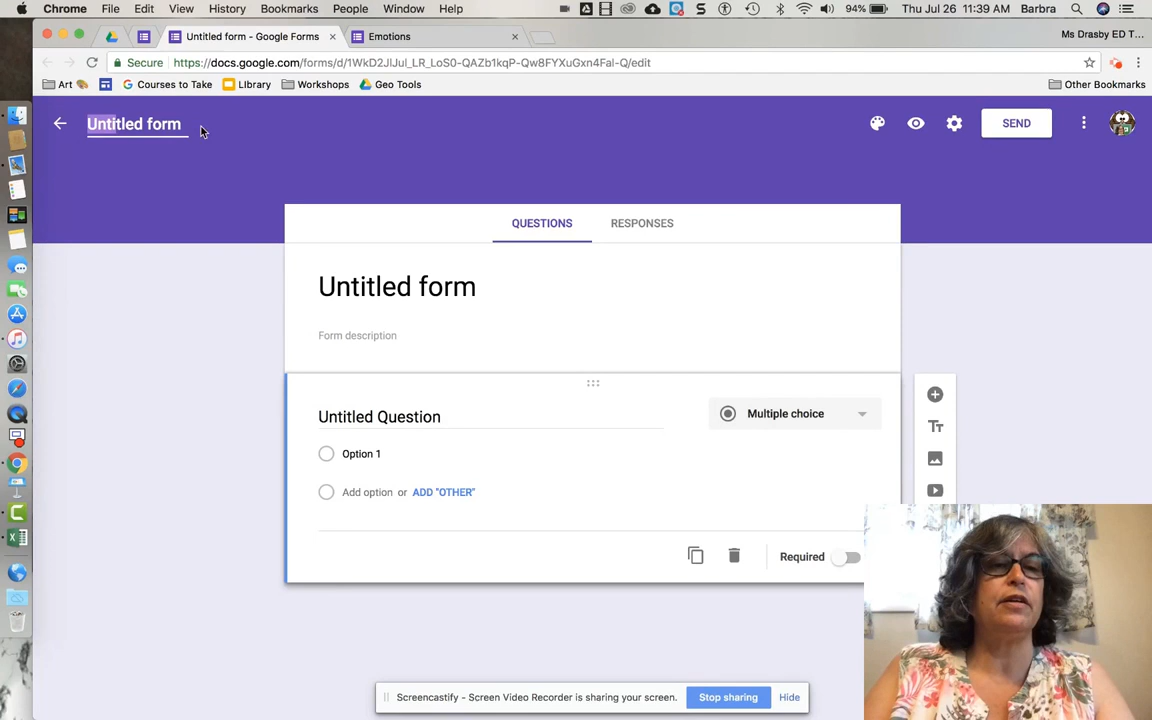 Chrome File Edit View History Bookmarks People Window Help 94% Thu Jul 26 11:39 AM Barbra
Untitled form - Google Forms × Emotions × Ms Drasby ED T...
Secure https://docs.google.com/forms/d/1WkD2JlJul_LR_LoS0-QAZb1kqP-Qw8FYXuGxn4Fal-Q/edit
Art Courses to Take LIbrary Workshops Geo Tools Other Bookmarks
Untitled form SEND
QUESTIONS RESPONSES
Untitled form
Form description
Untitled Question Multiple choice
Option 1
Add option or ADD "OTHER"
Required
Screencastify - Screen Video Recorder is sharing your screen. Stop sharing Hide